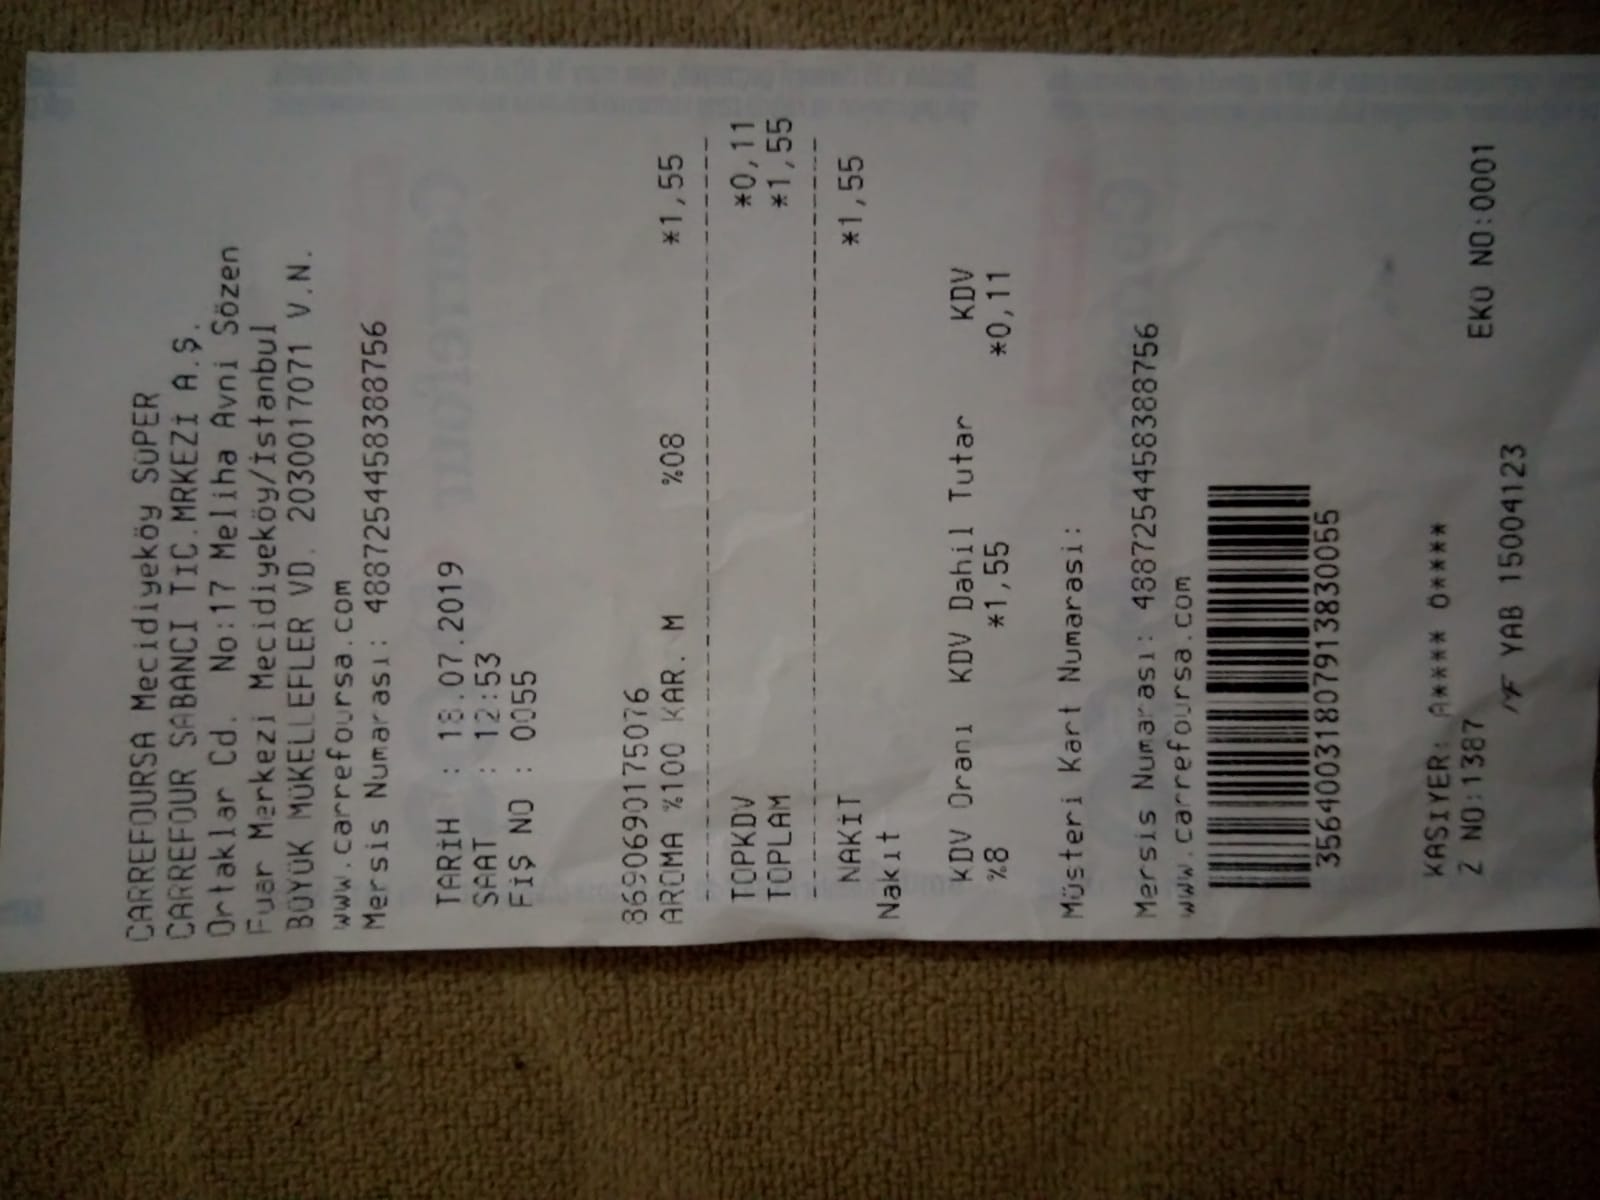 CARREFOURSA Mecidiyeköy SÜPER
CARREFOUR SABANCI TİC.MRKEZİ A.Ş.
Ortaklar Cd. No:17 Meliha Avni Sözen
Fuar Merkezi Mecidiyeköy/İstanbul
BÜYÜK MÜKELLEFLER VD. 2030017071 V.N.
www.carrefoursa.com
Mersis Numarası: 4887254458388756
TARİH : 18.07.2019
SAAT : 12:53
FİŞ NO : 0055
8690690175076
AROMA %100 KAR. M %08 *1,55
TOPKDV *0,11
TOPLAM *1,55
NAKİT *1,55
Nakıt
KDV Oranı KDV Dahil Tutar KDV
%8 *1,55 *0,11
Müsteri Kart Numarasi:
Mersis Numarası: 4887254458388756
www.carrefoursa.com
35640031807913830055
KASİYER: A**** Ö****
Z NO:1387 EKÜ NO:0001
MF YAB 15004123